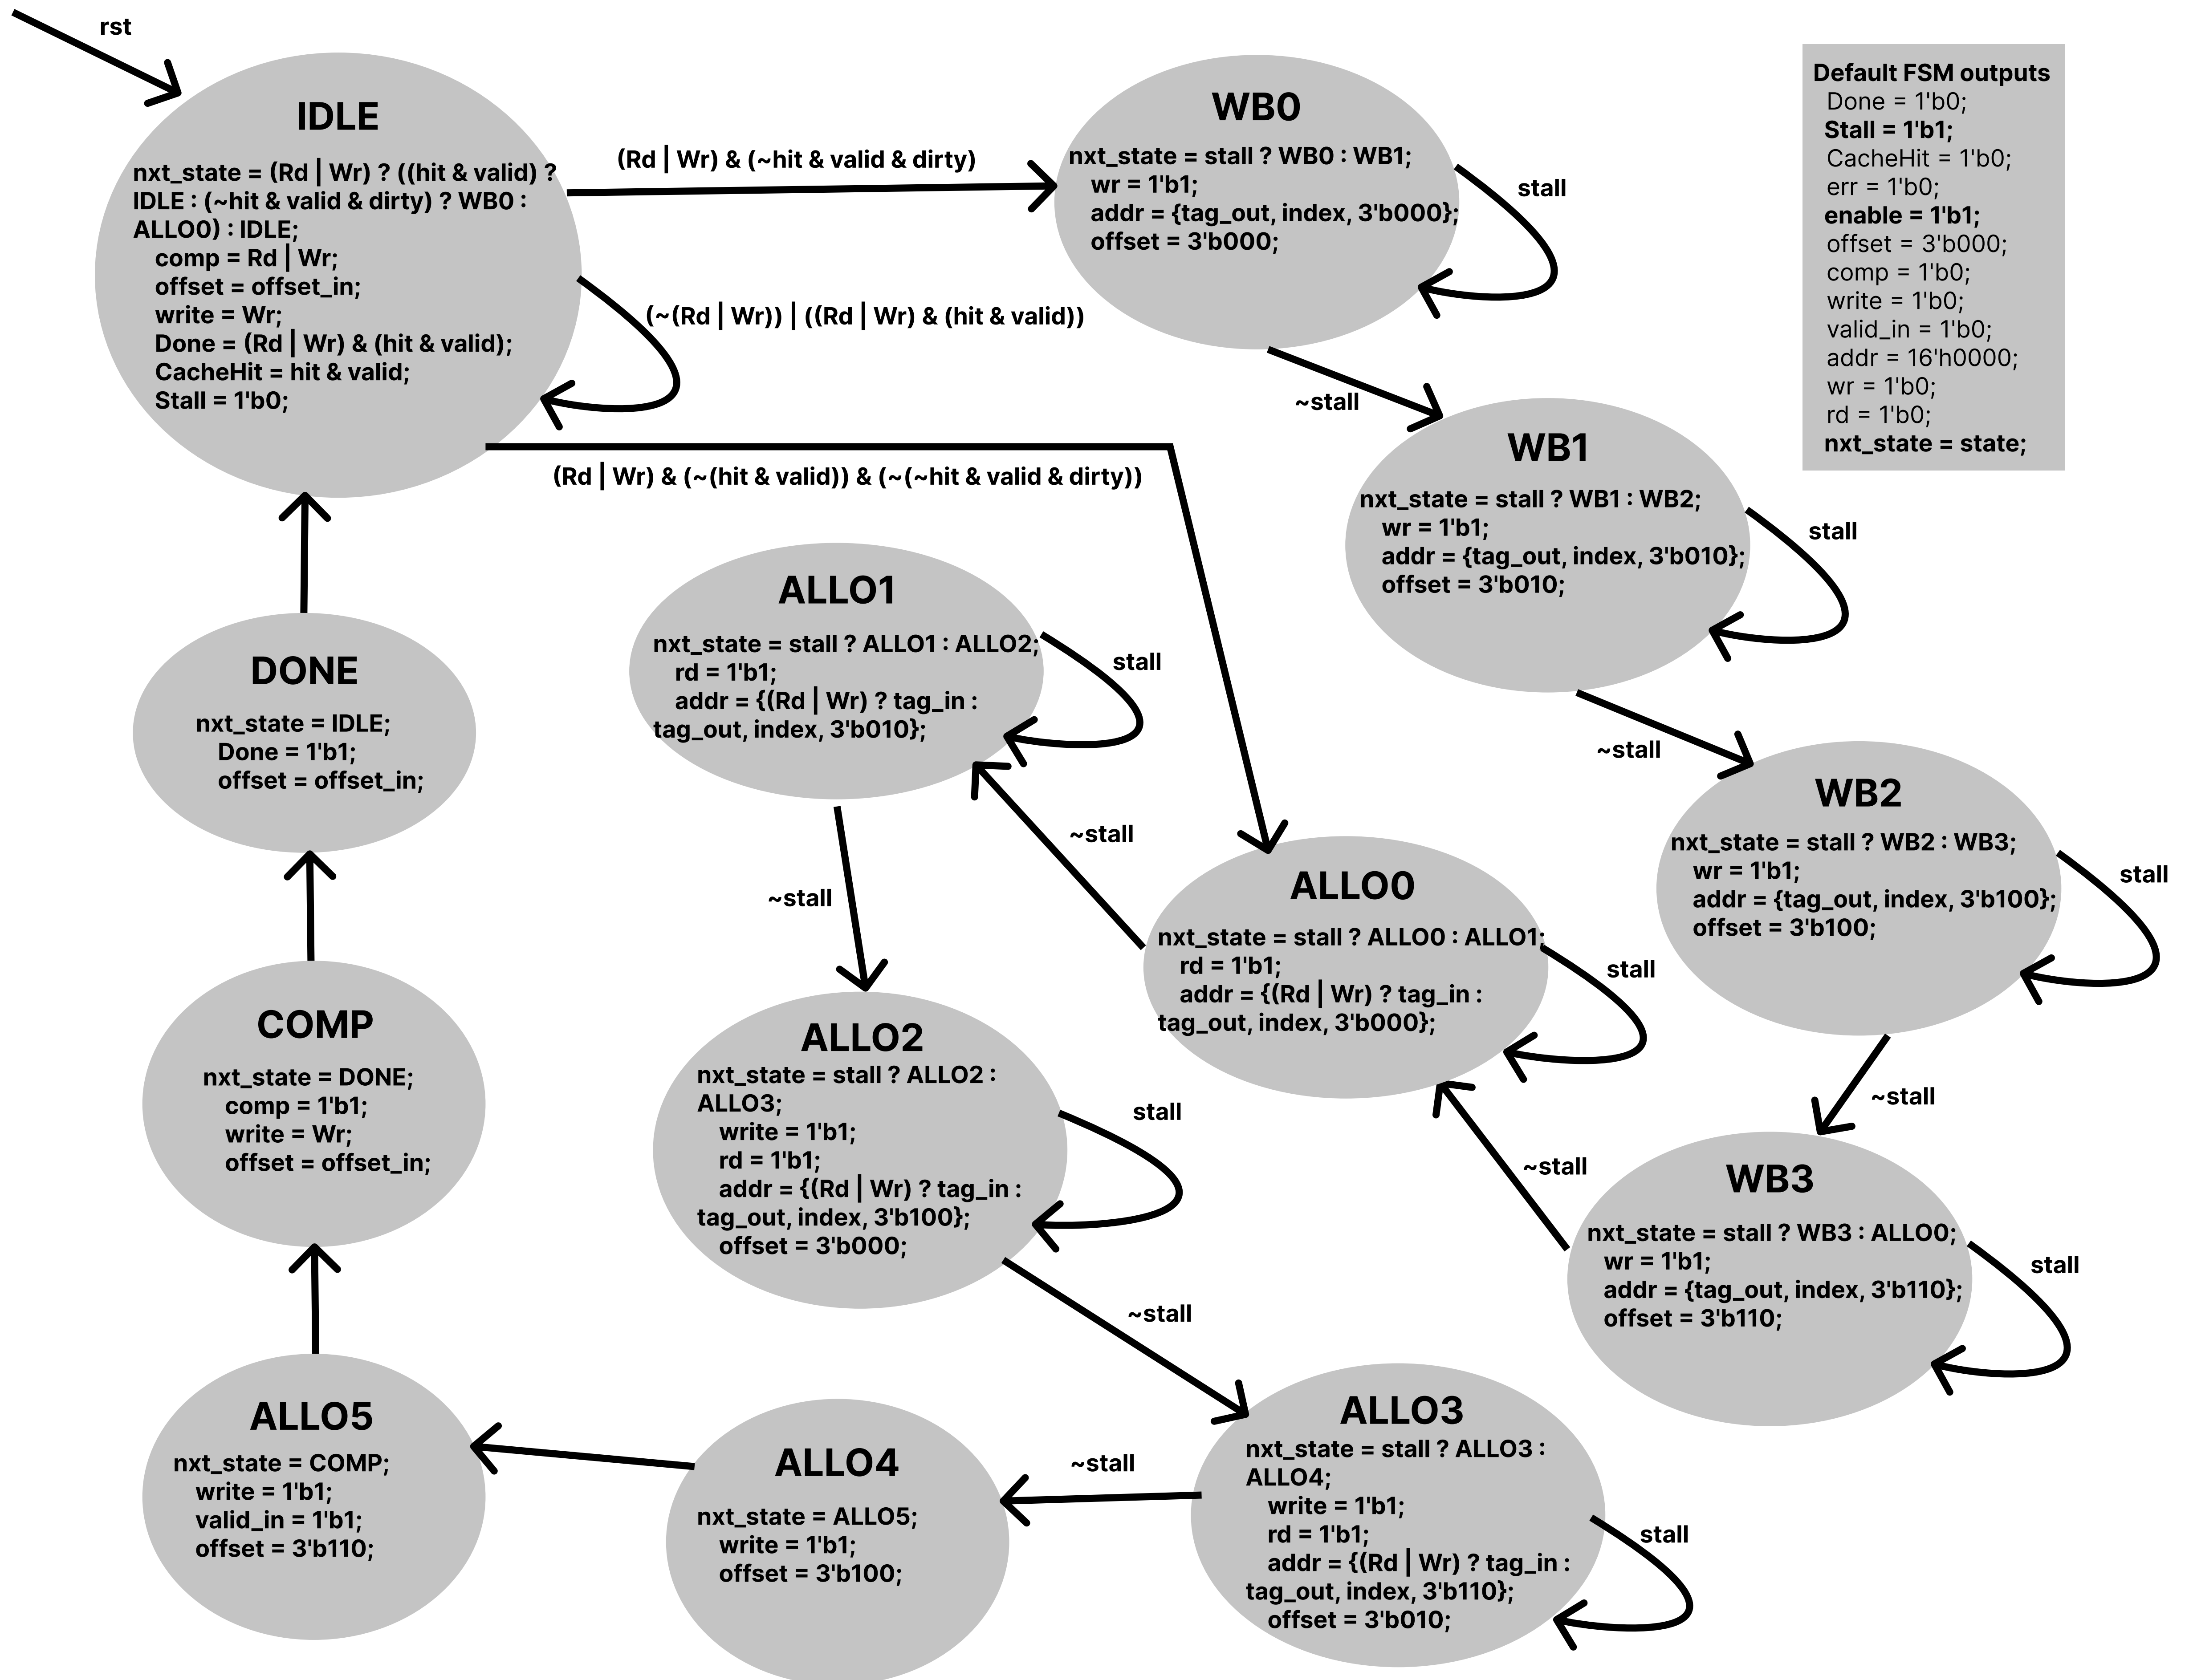 rst
IDLE
nxt_state = (Rd | Wr) ? ((hit & valid) ?
IDLE : (~hit & valid & dirty) ? WB0 :
ALLO0) : IDLE;
comp = Rd | Wr;
offset = offset_in;
write = Wr;
Done = (Rd | Wr) & (hit & valid);
CacheHit = hit & valid;
Stall = 1'b0;
(Rd | Wr) & (~hit & valid & dirty)
(~(Rd | Wr)) | ((Rd | Wr) & (hit & valid))
(Rd | Wr) & (~(hit & valid)) & (~(~hit & valid & dirty))
WB0
nxt_state = stall ? WB0 : WB1;
wr = 1'b1;
addr = {tag_out, index, 3'b000};
offset = 3'b000;
stall
~stall
Default FSM outputs
Done = 1'b0;
Stall = 1'b1;
CacheHit = 1'b0;
err = 1'b0;
enable = 1'b1;
offset = 3'b000;
comp = 1'b0;
write = 1'b0;
valid_in = 1'b0;
addr = 16'h0000;
wr = 1'b0;
rd = 1'b0;
nxt_state = state;
WB1
nxt_state = stall ? WB1 : WB2;
wr = 1'b1;
addr = {tag_out, index, 3'b010};
offset = 3'b010;
stall
~stall
WB2
nxt_state = stall ? WB2 : WB3;
wr = 1'b1;
addr = {tag_out, index, 3'b100};
offset = 3'b100;
stall
~stall
WB3
nxt_state = stall ? WB3 : ALLO0;
wr = 1'b1;
addr = {tag_out, index, 3'b110};
offset = 3'b110;
stall
~stall
ALLO0
nxt_state = stall ? ALLO0 : ALLO1;
rd = 1'b1;
addr = {(Rd | Wr) ? tag_in :
tag_out, index, 3'b000};
stall
~stall
ALLO1
nxt_state = stall ? ALLO1 : ALLO2;
rd = 1'b1;
addr = {(Rd | Wr) ? tag_in :
tag_out, index, 3'b010};
stall
~stall
ALLO2
nxt_state = stall ? ALLO2 :
ALLO3;
write = 1'b1;
rd = 1'b1;
addr = {(Rd | Wr) ? tag_in :
tag_out, index, 3'b100};
offset = 3'b000;
stall
~stall
ALLO3
nxt_state = stall ? ALLO3 :
ALLO4;
write = 1'b1;
rd = 1'b1;
addr = {(Rd | Wr) ? tag_in :
tag_out, index, 3'b110};
offset = 3'b010;
stall
~stall
ALLO4
nxt_state = ALLO5;
write = 1'b1;
offset = 3'b100;
ALLO5
nxt_state = COMP;
write = 1'b1;
valid_in = 1'b1;
offset = 3'b110;
COMP
nxt_state = DONE;
comp = 1'b1;
write = Wr;
offset = offset_in;
DONE
nxt_state = IDLE;
Done = 1'b1;
offset = offset_in;